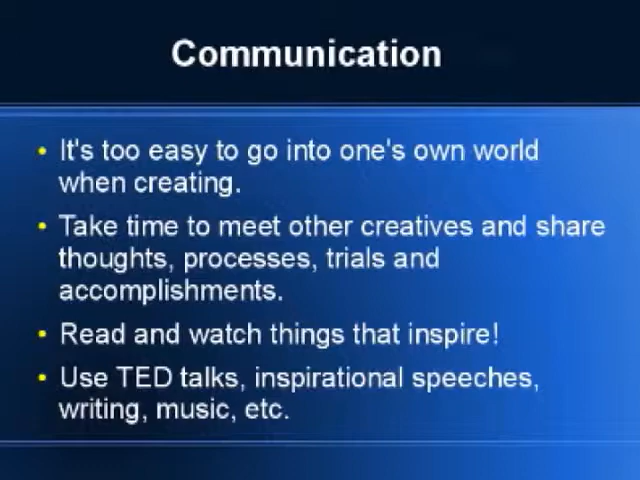 Communication
• It's too easy to go into one's own world
when creating.
• Take time to meet other creatives and share
thoughts, processes, trials and
accomplishments.
• Read and watch things that inspire!
• Use TED talks, inspirational speeches,
writing, music, etc.